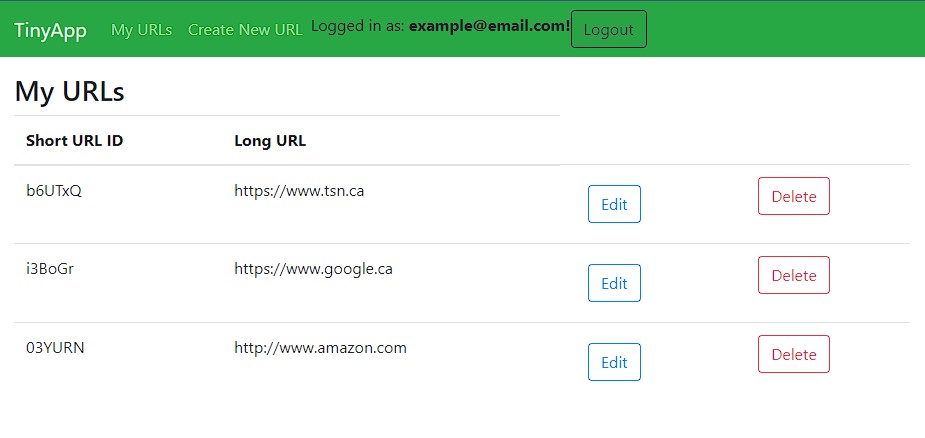 TinyApp My URLs Create New URL Logged in as: example@email.com! Logout
My URLs
Short URL ID Long URL
b6UTxQ https://www.tsn.ca Edit Delete
i3BoGr https://www.google.ca Edit Delete
03YURN http://www.amazon.com Edit Delete